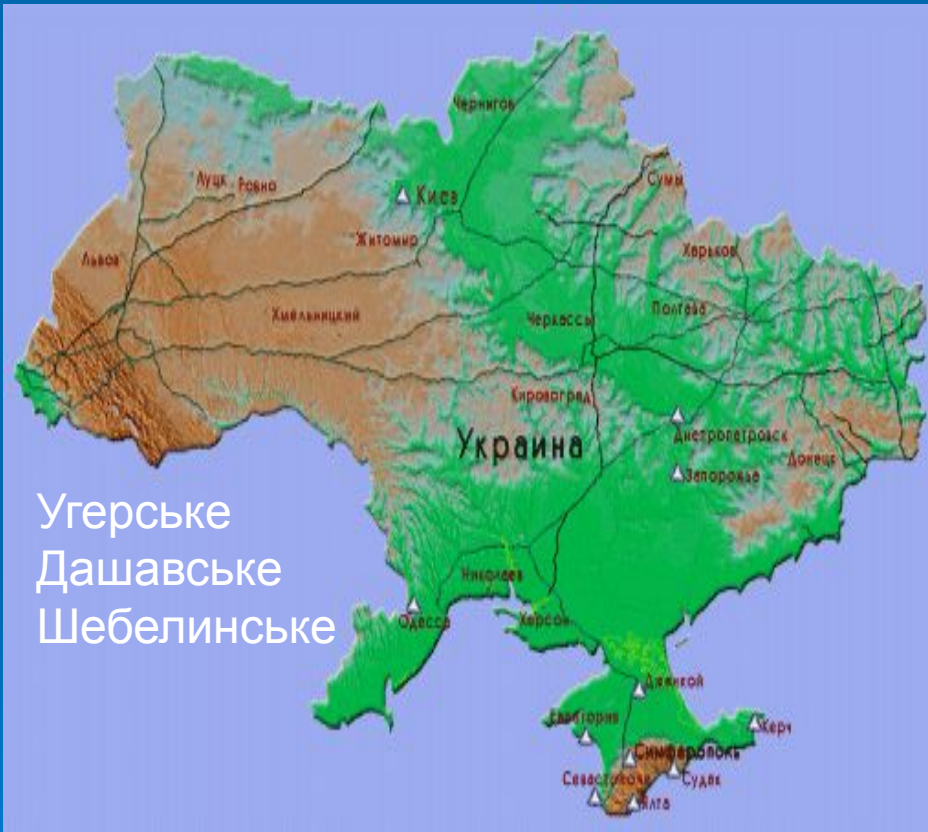 Чернигов
Луцк Ровно
Киев
Сумы
Житомир
Львов
Харьков
Хмельницкий
Черкассы
Полтава
Кировоград
Украина
Днепропетровск
Донецк
Запорожье
Угерське
Дашавське
Шебелинське
Николаев
Одесса
Херсон
Джанкой
Евпатория
Керч
Симферополь
Севастополь
Судак
Ялта